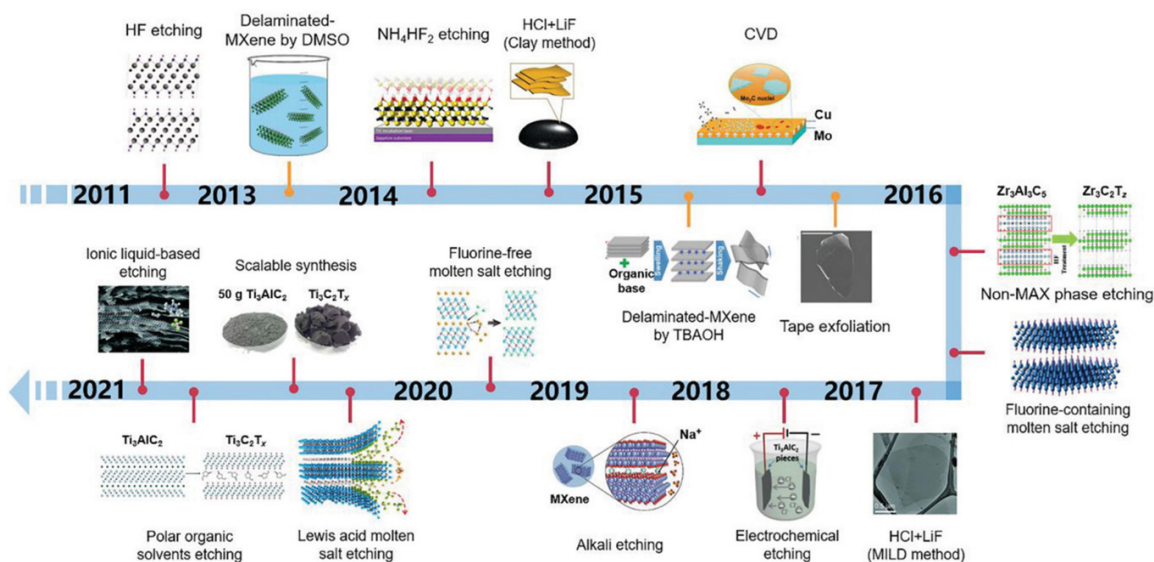 HF etching
Delaminated-
MXene by DMSO
NH₄HF₂ etching
HCl+LiF
(Clay method)
CVD
Mo₂C nuclei
Cu
Mo
2011
2013
2014
2015
2016
Zr₃Al₃C₅
Zr₃C₂Tz
HF
Treatment
Non-MAX phase etching
Ionic liquid-based
etching
Scalable synthesis
50 g Ti₃AlC₂
Ti₃C₂Tₓ
Fluorine-free
molten salt etching
Organic
base
Swelling
Shaking
Delaminated-MXene
by TBAOH
Tape exfoliation
Fluorine-containing
molten salt etching
2021
2020
2019
2018
2017
Ti₃AlC₂
Ti₃C₂Tₓ
Polar organic
solvents etching
Lewis acid molten
salt etching
MXene
Na⁺
Alkali etching
+
−
Ti₃AlC₂
pieces
Electrochemical
etching
HCl+LiF
(MILD method)